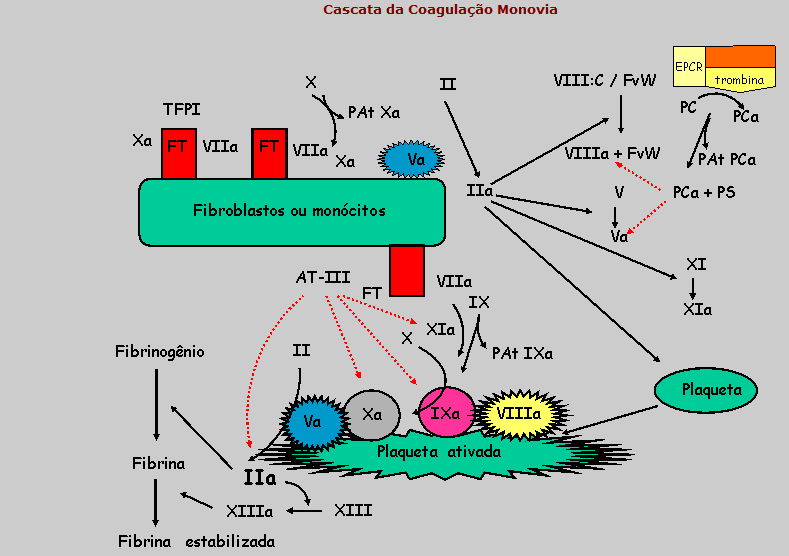 Cascata da Coagulação Monovia
EPCR
trombina
X
II
VIII:C / FvW
TFPI
PAt Xa
PC
PCa
Xa
FT
VIIa
FT
VIIa
Xa
Va
VIIIa + FvW
PAt PCa
IIa
V
PCa + PS
Fibroblastos ou monócitos
Va
XI
AT-III
FT
VIIa
IX
XIa
XIa
X
PAt IXa
Fibrinogênio
II
Plaqueta
Va
Xa
IXa
VIIIa
Plaqueta ativada
Fibrina
IIa
XIIIa
XIII
Fibrina estabilizada